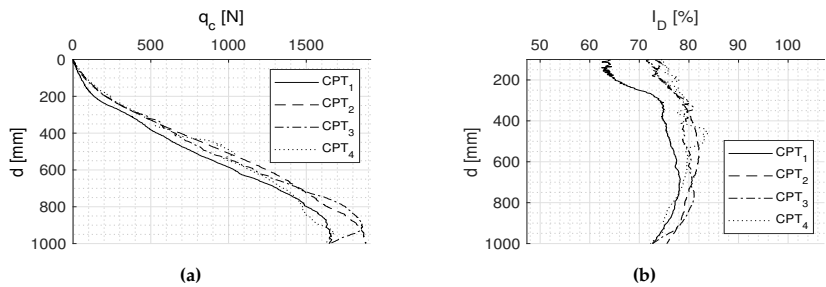 q_c [N]
0 500 1000 1500
0
200
400
600
800
1000
d [mm]
CPT_1
CPT_2
CPT_3
CPT_4
(a)
I_D [%]
50 60 70 80 90 100
200
400
600
800
1000
d [mm]
CPT_1
CPT_2
CPT_3
CPT_4
(b)